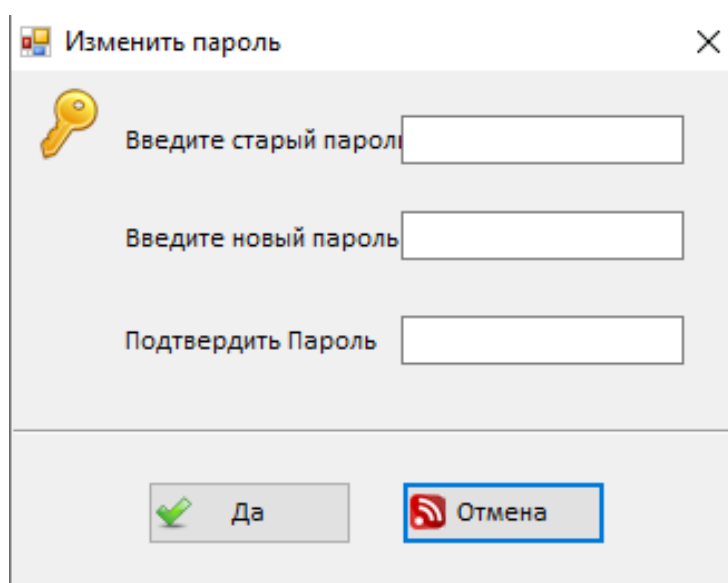 Изменить пароль
Введите старый парол
Введите новый пароль
Подтвердить Пароль
Да
Отмена